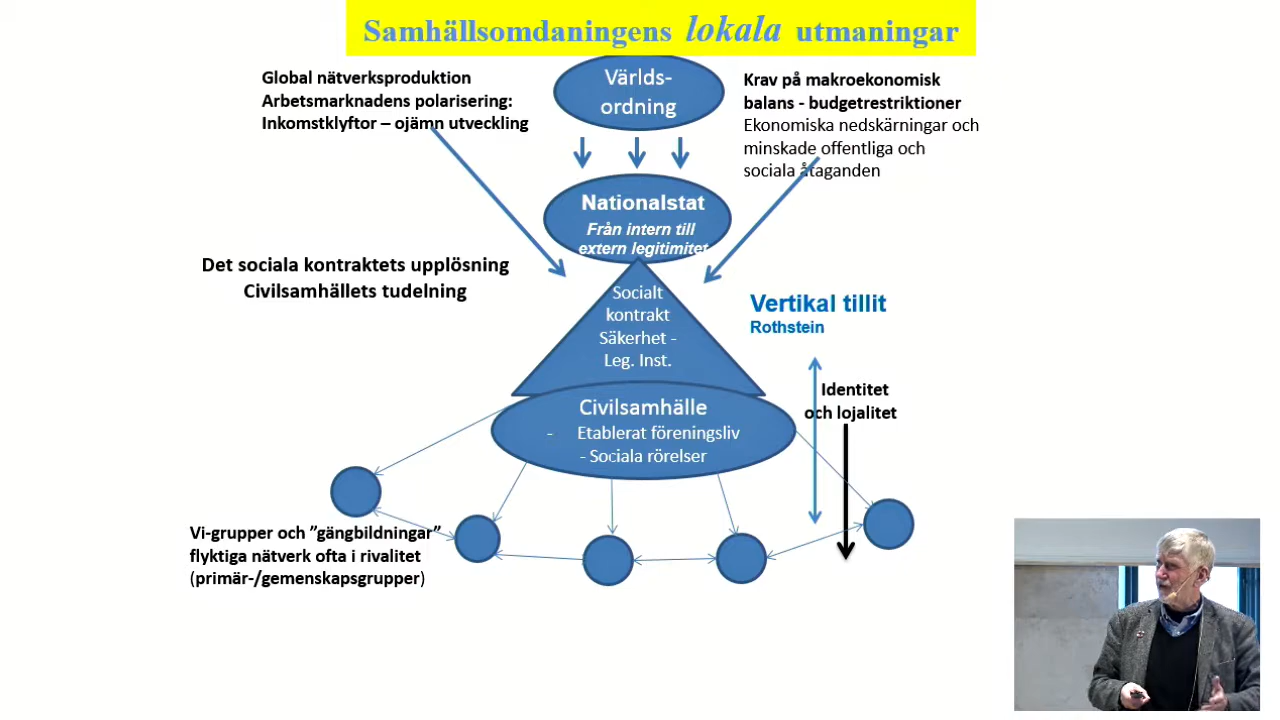 Samhällsomdaningens lokala utmaningar
Global nätverksproduktion
Arbetsmarknadens polarisering:
Inkomstklyftor – ojämn utveckling
Världs-
ordning
Krav på makroekonomisk
balans - budgetrestriktioner
Ekonomiska nedskärningar och
minskade offentliga och
sociala åtaganden
Nationalstat
Från intern till
extern legitimitet
Det sociala kontraktets upplösning
Civilsamhällets tudelning
Socialt
kontrakt
Säkerhet -
Leg. Inst.
Vertikal tillit
Rothstein
Identitet
och lojalitet
Civilsamhälle
- Etablerat föreningsliv
- Sociala rörelser
Vi-grupper och ”gängbildningar”
flyktiga nätverk ofta i rivalitet
(primär-/gemenskapsgrupper)